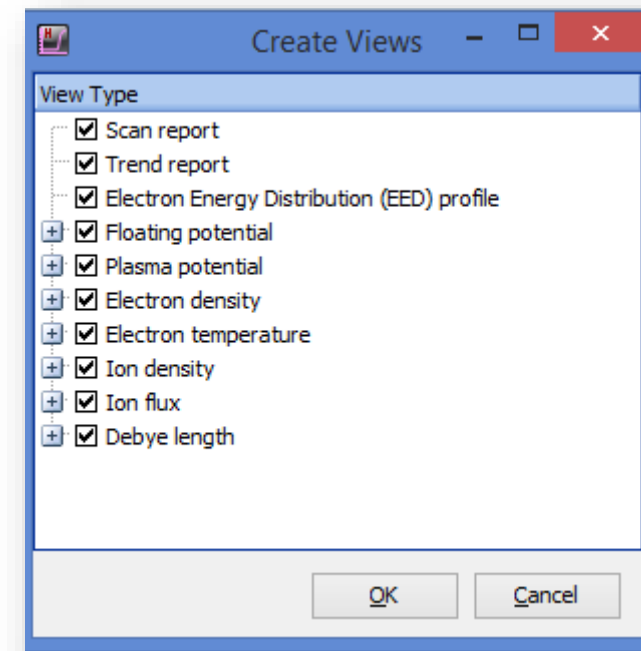 Create Views
View Type
Scan report
Trend report
Electron Energy Distribution (EED) profile
Floating potential
Plasma potential
Electron density
Electron temperature
Ion density
Ion flux
Debye length
OK
Cancel